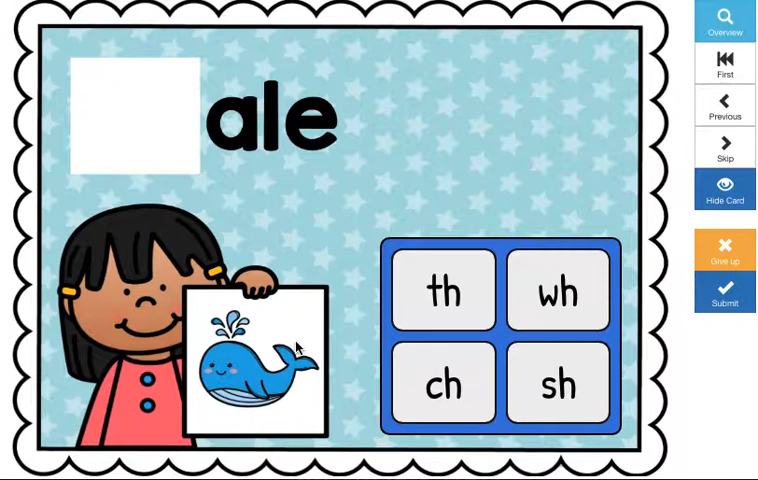 ale
th wh
ch sh
Overview
First
Previous
Skip
Hide Card
Give up
Submit